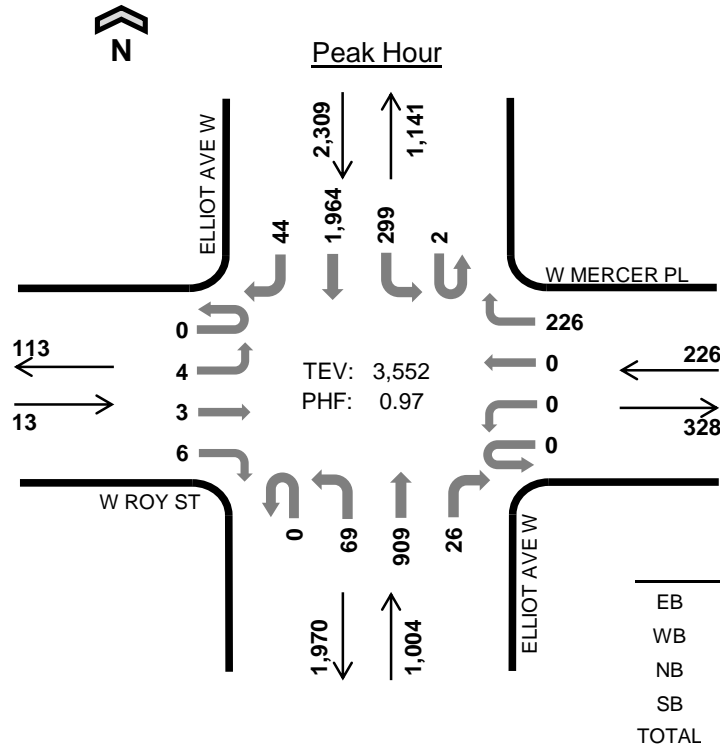 N
Peak Hour
2,309
1,141
ELLIOT AVE W
44
1,964
299
2
W MERCER PL
0
226
113
4
TEV: 3,552
0
226
13
3
PHF: 0.97
0
328
6
0
W ROY ST
0
69
909
26
ELLIOT AVE W
1,970
1,004
EB
WB
NB
SB
TOTAL